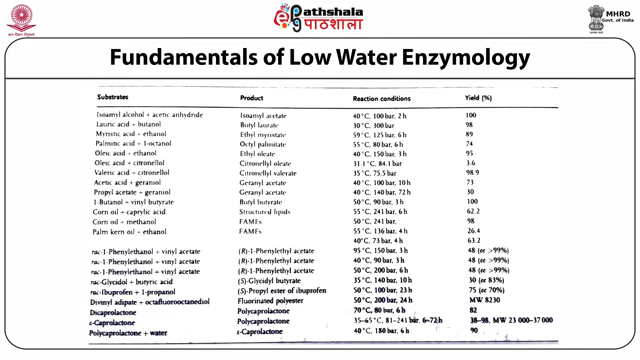 ePathshala
पाठशाला
MHRD
Govt. of India
Fundamentals of Low Water Enzymology
Substrates Product Reaction conditions Yield (%)
Isoamyl alcohol + acetic anhydride Isoamyl acetate 40 °C, 100 bar, 2 h 100
Lauric acid + butanol Butyl laurate 30 °C, 300 bar 98
Myristic acid + ethanol Ethyl myristate 59 °C, 125 bar, 6 h 89
Palmitic acid + 1-octanol Octyl palmitate 55 °C, 80 bar, 6 h 74
Oleic acid + ethanol Ethyl oleate 40 °C, 150 bar, 3 h 95
Oleic acid + citronellol Citronellyl oleate 31.1 °C, 84.1 bar 3.6
Valeric acid + citronellol Citronellyl valerate 35 °C, 75.5 bar 98.9
Acetic acid + geraniol Geranyl acetate 40 °C, 100 bar, 10 h 73
Propyl acetate + geraniol Geranyl acetate 40 °C, 140 bar, 72 h 30
1-Butanol + vinyl butyrate Butyl butyrate 50 °C, 90 bar, 3 h 100
Corn oil + caprylic acid Structured lipids 55 °C, 241 bar, 6 h 62.2
Corn oil + methanol FAMEs 50 °C, 241 bar, 98
Palm kern oil + ethanol FAMEs 55 °C, 136 bar, 4 h 26.4
40 °C, 73 bar, 4 h 63.2
rac-1-Phenylethanol + vinyl acetate (R)-1-Phenylethyl acetate 95 °C, 150 bar, 3 h 48 (ee >99%)
rac-1-Phenylethanol + vinyl acetate (R)-1-Phenylethyl acetate 40 °C, 90 bar, 3 h 48 (ee >99%)
rac-1-Phenylethanol + vinyl acetate (R)-1-Phenylethyl acetate 50 °C, 200 bar, 6 h 48 (ee >99%)
rac-Glycidol + butyric acid (S)-Glycidyl butyrate 35 °C, 140 bar, 10 h 30 (ee 83%)
rac-Ibuprofen + 1-propanol (S)-Propyl ester of ibuprofen 50 °C, 100 bar, 23 h 75 (ee 70%)
Divinyl adipate + octafluorooctanediol Fluorinated polyester 50 °C, 200 bar, 24 h MW 8230
Dicaprolactone Polycaprolactone 70 °C, 80 bar, 6 h 82
ε-Caprolactone Polycaprolactone 35–65 °C, 81–241 bar, 6–72 h 38–98, MW 23 000–37 000
Polycaprolactone + water ε-Caprolactone 40 °C, 180 bar, 6 h 90